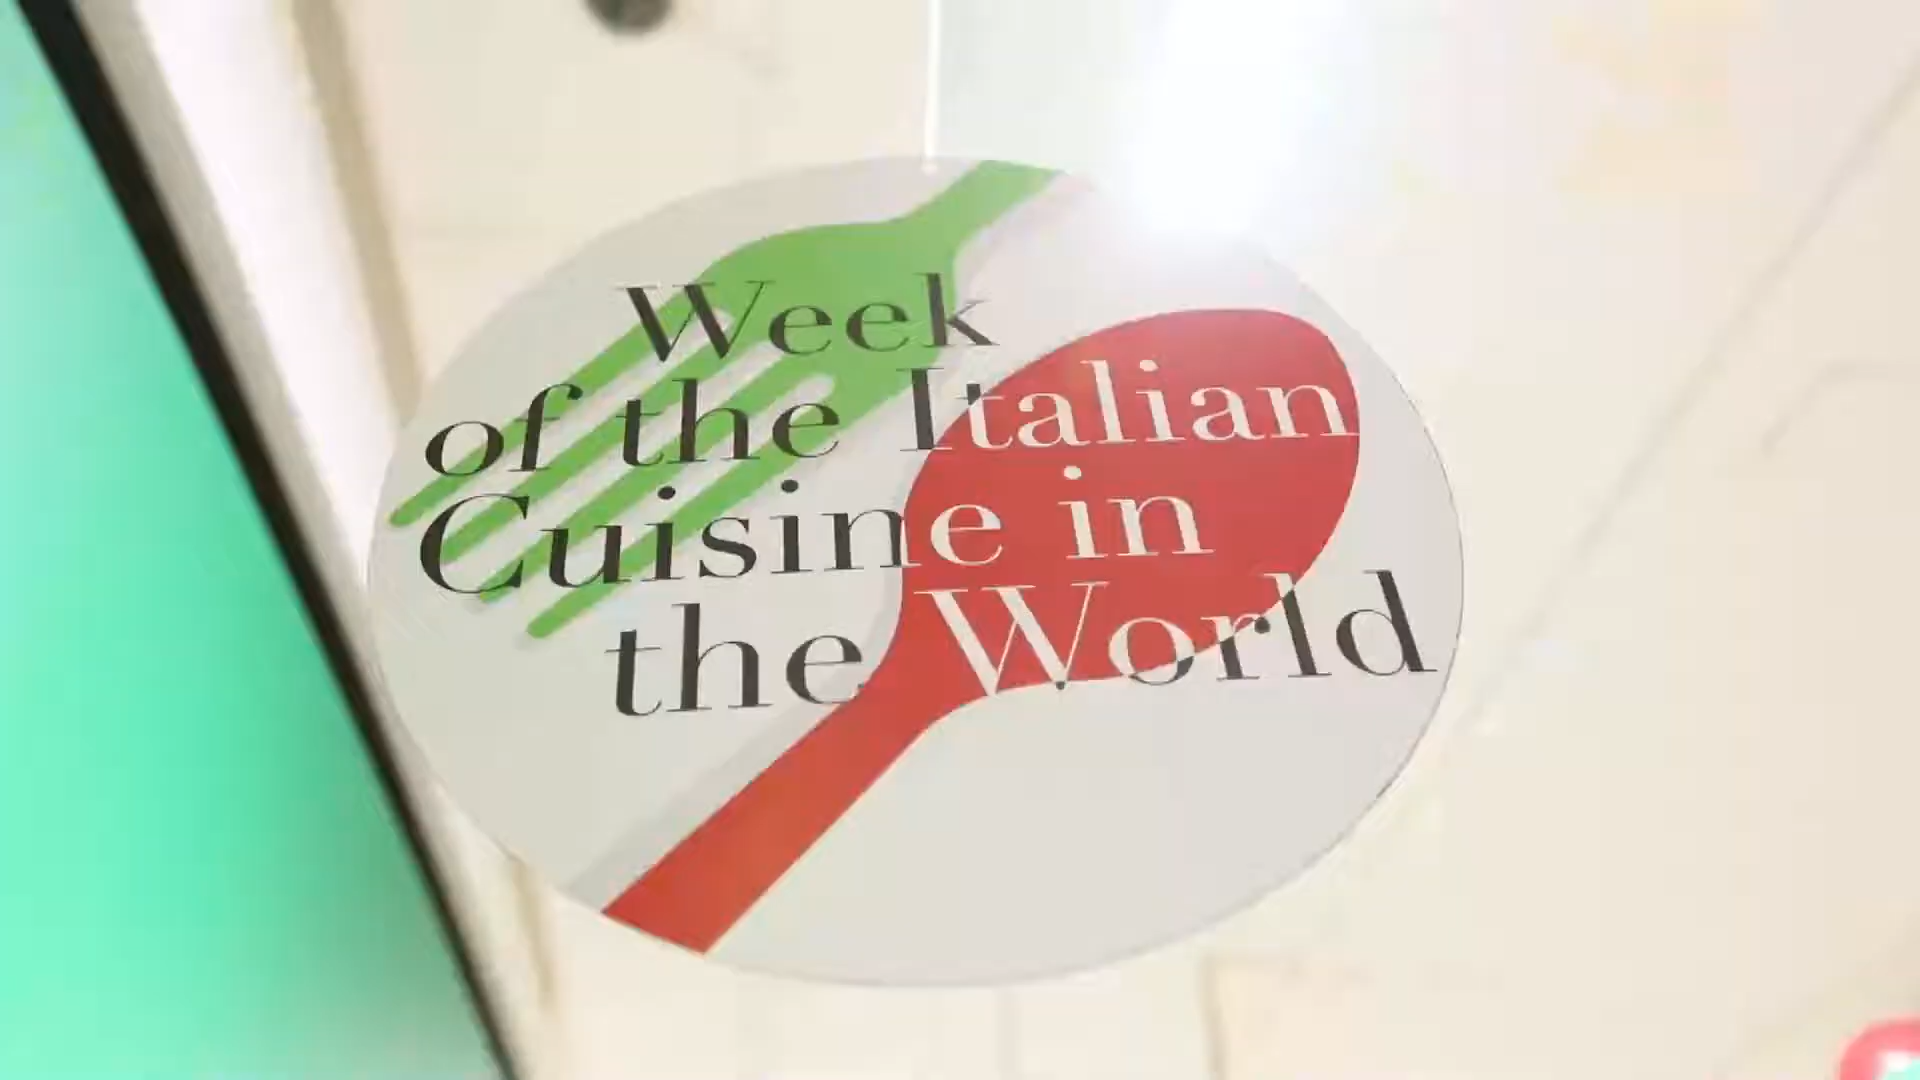 Week
of the Italian
Cuisine in
the World